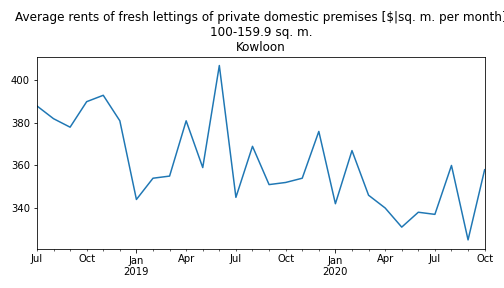 Average rents of fresh lettings of private domestic premises [$|sq. m. per month]
100-159.9 sq. m.
Kowloon
400
380
360
340
Jul Oct Jan Apr Jul Oct Jan Apr Jul Oct
2019 2020